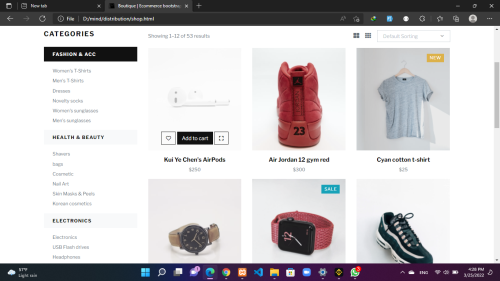 New tab
Boutique | Ecommerce bootstrap
File
D:/mind/distribution/shop.html
CATEGORIES
Showing 1–12 of 53 results
Default Sorting
FASHION & ACC
Women's T-Shirts
Men's T-Shirts
Dresses
Novelty socks
Women's sunglasses
Men's sunglasses
HEALTH & BEAUTY
Shavers
bags
Cosmetic
Nail Art
Skin Masks & Peels
Korean cosmetics
ELECTRONICS
Electronics
USB Flash drives
Headphones
Add to cart
Kui Ye Chen's AirPods
$250
23
Air Jordan 12 gym red
$300
NEW
Cyan cotton t-shirt
$25
SALE
57°F
Light rain
ENG
4:08 PM
3/25/2022